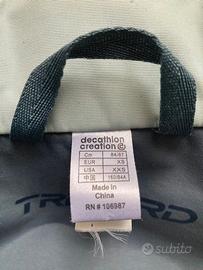 decathlon
creation
Cm 84/87
EUR XS
USA XXS
中国 160/84A
Made in
China
RN # 106987
TRIBORD
subito